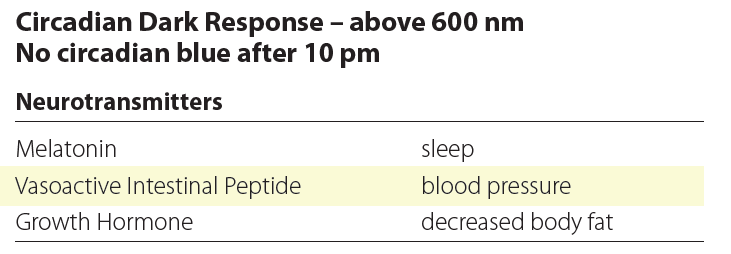 Circadian Dark Response – above 600 nm
No circadian blue after 10 pm
Neurotransmitters
Melatonin sleep
Vasoactive Intestinal Peptide blood pressure
Growth Hormone decreased body fat